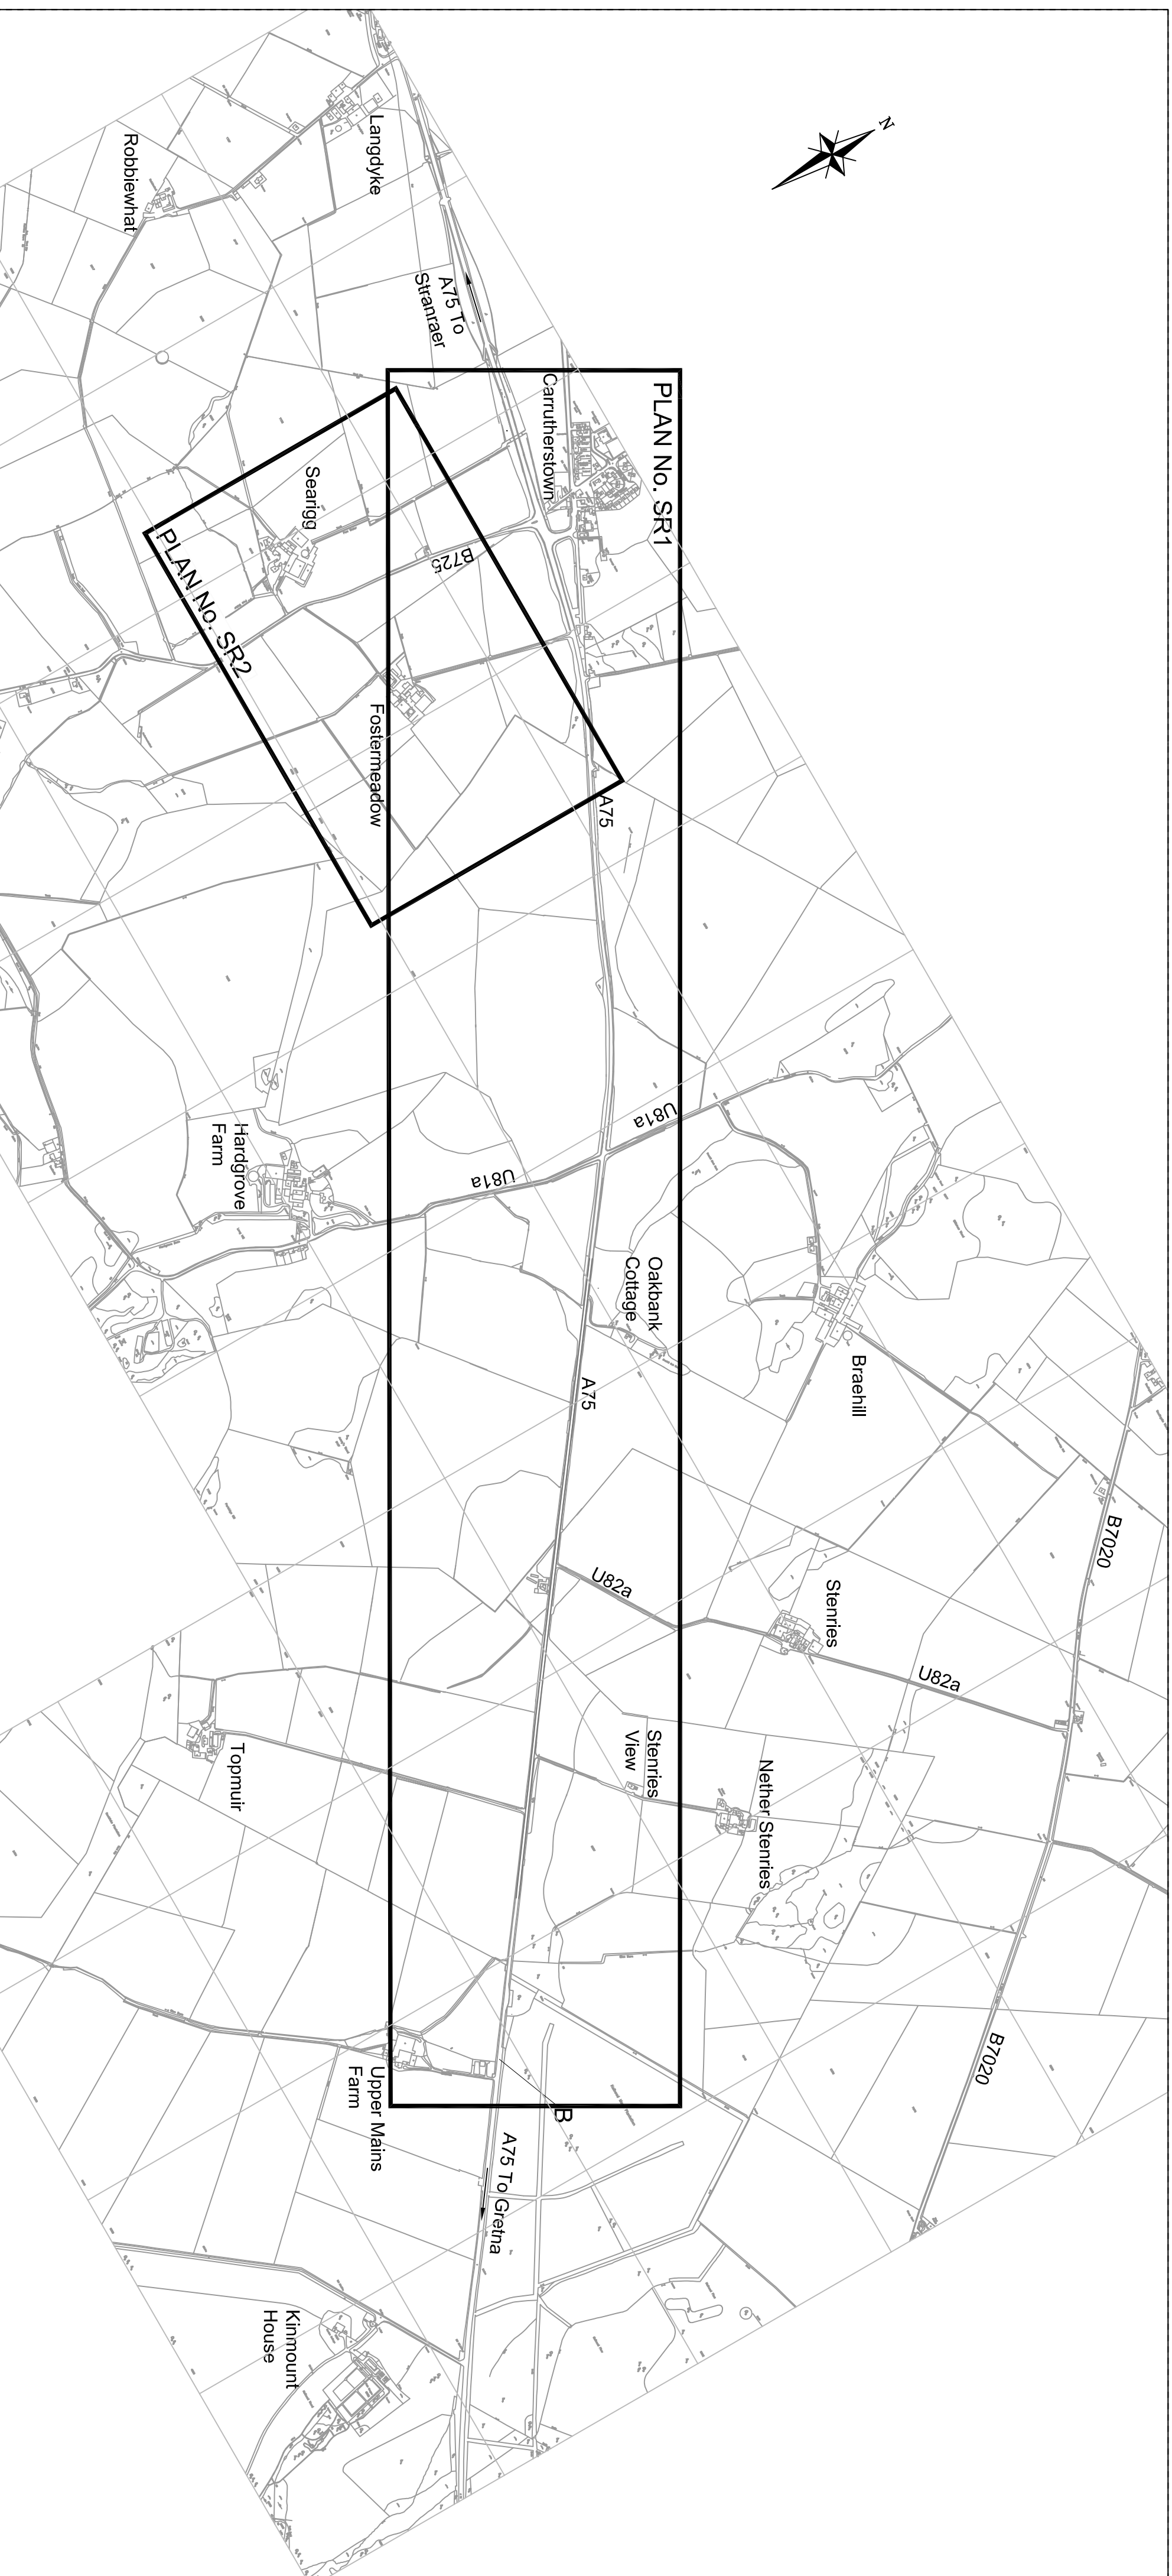 N
Langdyke
Robbiewhat
A75 To
Stranraer
PLAN No. SR1
Carrutherstown
Searigg
B725
PLAN No. SR2
Fostermeadow
A75
U81a
U81a
Hardgrove
Farm
Oakbank
Cottage
Braehill
A75
B7020
U82a
Stenries
U82a
Stenries
View
Nether Stenries
Topmuir
B7020
Upper Mains
Farm
B
A75 To Gretna
Kinmount
House